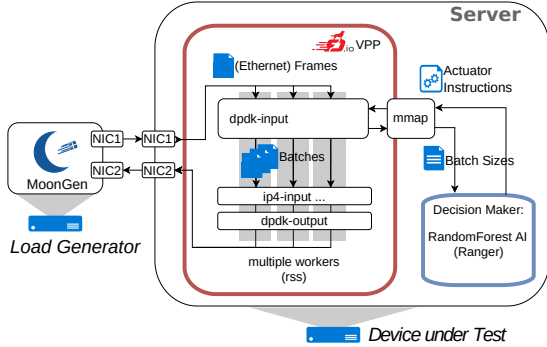 Server
.io VPP
(Ethernet) Frames
Actuator
Instructions
dpdk-input
mmap
NIC1
NIC1
NIC2
NIC2
MoonGen
Batches
Batch Sizes
ip4-input ...
dpdk-output
Decision Maker:
RandomForest AI
(Ranger)
Load Generator
multiple workers
(rss)
Device under Test